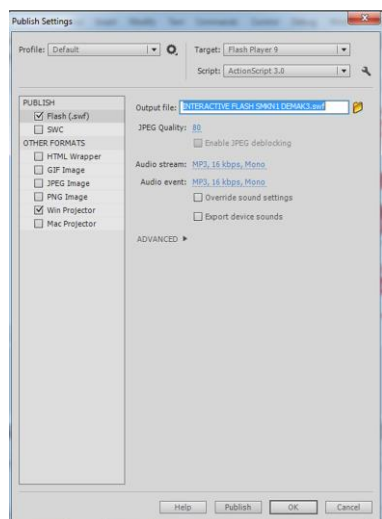 Publish Settings
Profile: Default
Target: Flash Player 9
Script: ActionScript 3.0
PUBLISH
Flash (.swf)
SWC
OTHER FORMATS
HTML Wrapper
GIF Image
JPEG Image
PNG Image
Win Projector
Mac Projector
Output file: INTERACTIVE FLASH SMKN1 DEMAK3.swf
JPEG Quality: 80
Enable JPEG deblocking
Audio stream: MP3, 16 kbps, Mono
Audio event: MP3, 16 kbps, Mono
Override sound settings
Export device sounds
ADVANCED
Help Publish OK Cancel